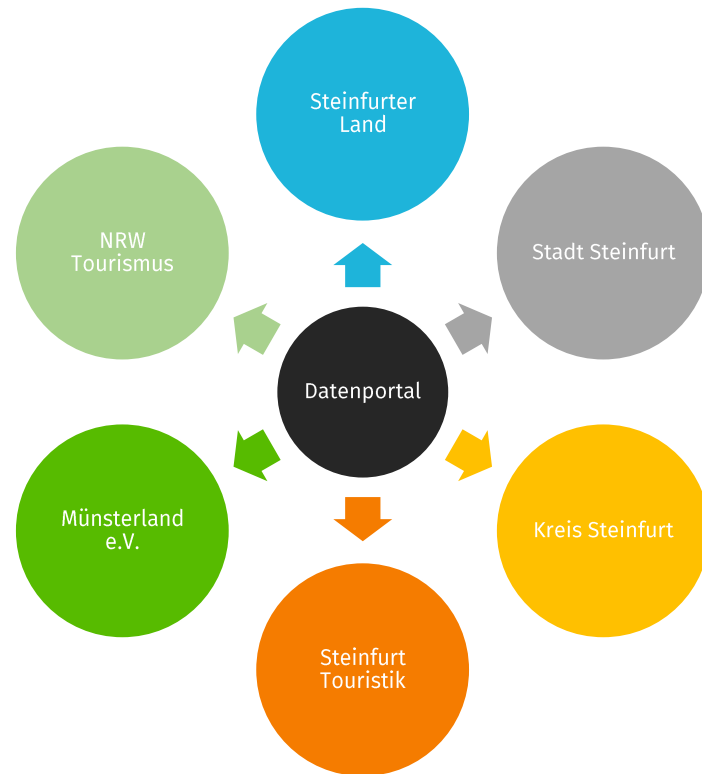 Steinfurter
Land
NRW
Tourismus
Stadt Steinfurt
Datenportal
Münsterland
e.V.
Kreis Steinfurt
Steinfurt
Touristik